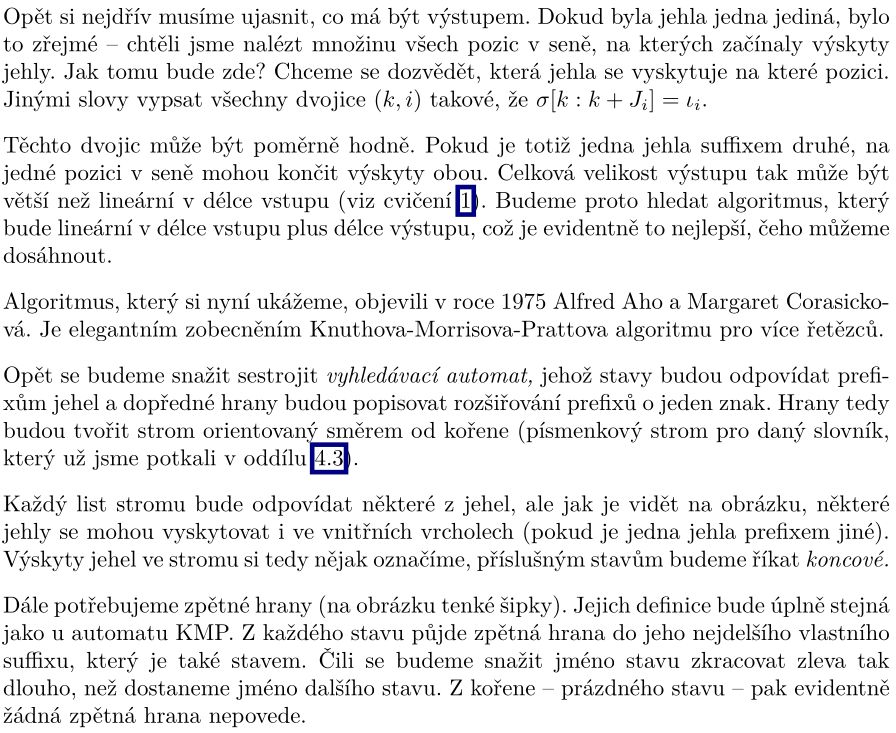 Opět si nejdřív musíme ujasnit, co má být výstupem. Dokud byla jehla jedna jediná, bylo
to zřejmé – chtěli jsme nalézt množinu všech pozic v seně, na kterých začínaly výskyty
jehly. Jak tomu bude zde? Chceme se dozvědět, která jehla se vyskytuje na které pozici.
Jinými slovy vypsat všechny dvojice (k, i) takové, že σ[k : k + J_i] = ι_i.
Těchto dvojic může být poměrně hodně. Pokud je totiž jedna jehla suffixem druhé, na
jedné pozici v seně mohou končit výskyty obou. Celková velikost výstupu tak může být
větší než lineární v délce vstupu (viz cvičení 1). Budeme proto hledat algoritmus, který
bude lineární v délce vstupu plus délce výstupu, což je evidentně to nejlepší, čeho můžeme
dosáhnout.
Algoritmus, který si nyní ukážeme, objevili v roce 1975 Alfred Aho a Margaret Corasicko-
vá. Je elegantním zobecněním Knuthova-Morrisova-Prattova algoritmu pro více řetězců.
Opět se budeme snažit sestrojit vyhledávací automat, jehož stavy budou odpovídat prefi-
xům jehel a dopředné hrany budou popisovat rozšiřování prefixů o jeden znak. Hrany tedy
budou tvořit strom orientovaný směrem od kořene (písmenkový strom pro daný slovník,
který už jsme potkali v oddílu 4.3).
Každý list stromu bude odpovídat některé z jehel, ale jak je vidět na obrázku, některé
jehly se mohou vyskytovat i ve vnitřních vrcholech (pokud je jedna jehla prefixem jiné).
Výskyty jehel ve stromu si tedy nějak označíme, příslušným stavům budeme říkat koncové.
Dále potřebujeme zpětné hrany (na obrázku tenké šipky). Jejich definice bude úplně stejná
jako u automatu KMP. Z každého stavu půjde zpětná hrana do jeho nejdelšího vlastního
suffixu, který je také stavem. Čili se budeme snažit jméno stavu zkracovat zleva tak
dlouho, než dostaneme jméno dalšího stavu. Z kořene – prázdného stavu – pak evidentně
žádná zpětná hrana nepovede.